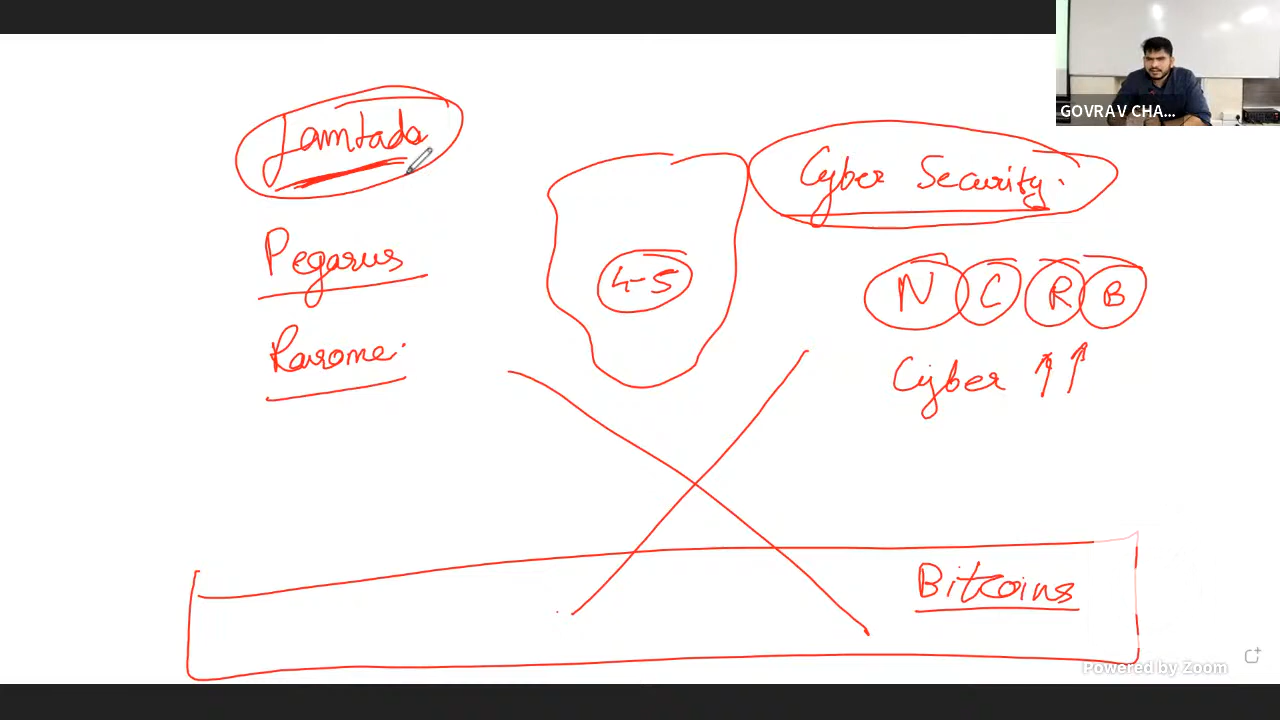 GOVRAV CHA...
Jamtada
Cyber Security.
Pegasus
4-5
N C R B
Ransome.
Cyber ↑↑
Bitcoins
Powered by Zoom